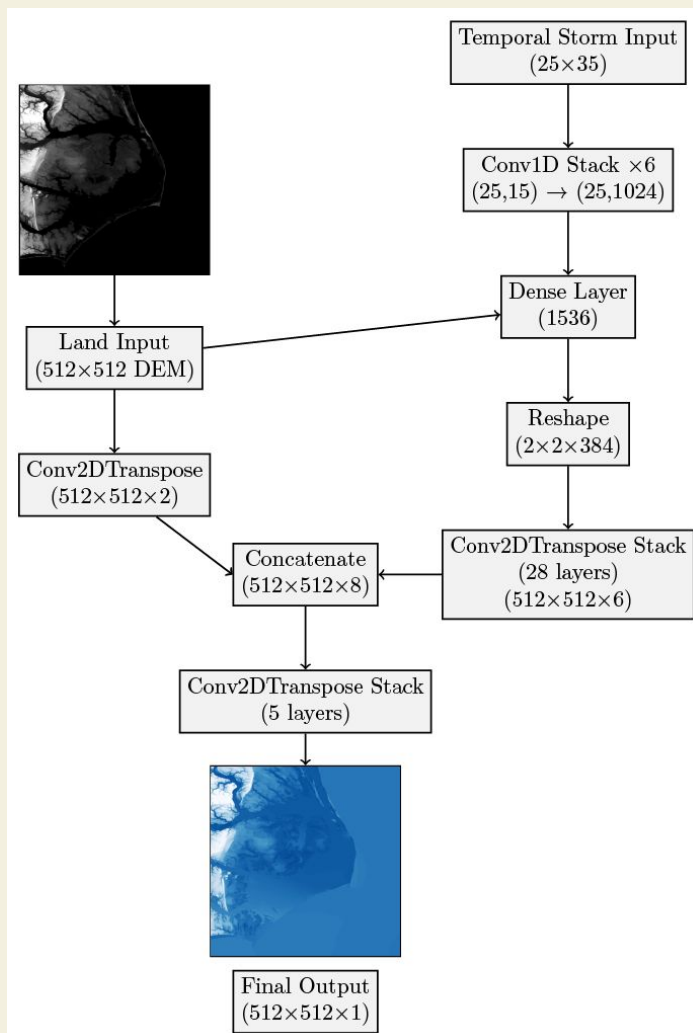 Temporal Storm Input
(25×35)
Conv1D Stack ×6
(25,15) → (25,1024)
Dense Layer
(1536)
Land Input
(512×512 DEM)
Reshape
(2×2×384)
Conv2DTranspose
(512×512×2)
Conv2DTranspose Stack
(28 layers)
(512×512×6)
Concatenate
(512×512×8)
Conv2DTranspose Stack
(5 layers)
Final Output
(512×512×1)